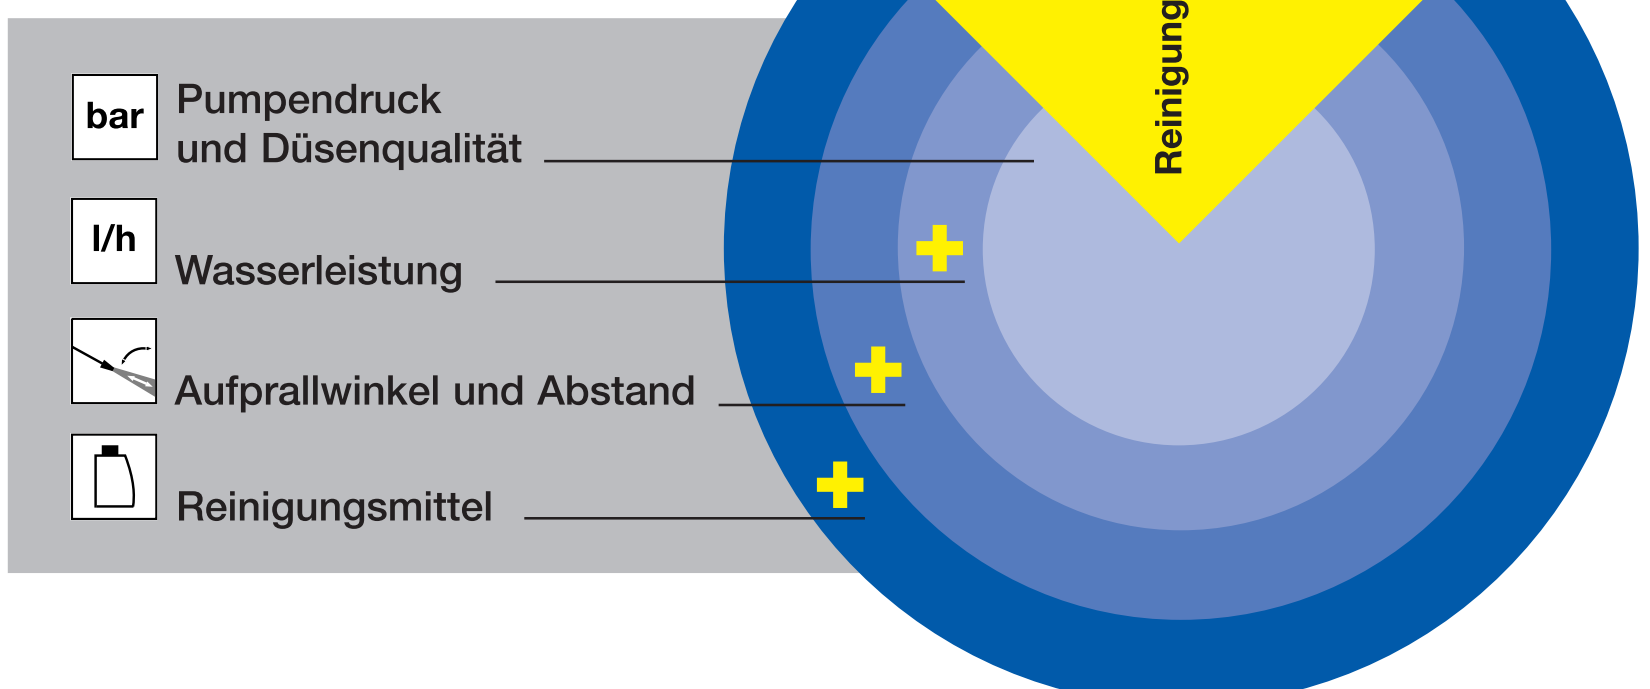 bar
Pumpendruck
und Düsenqualität
l/h
Wasserleistung
Aufprallwinkel und Abstand
Reinigungsmittel
Reinigung